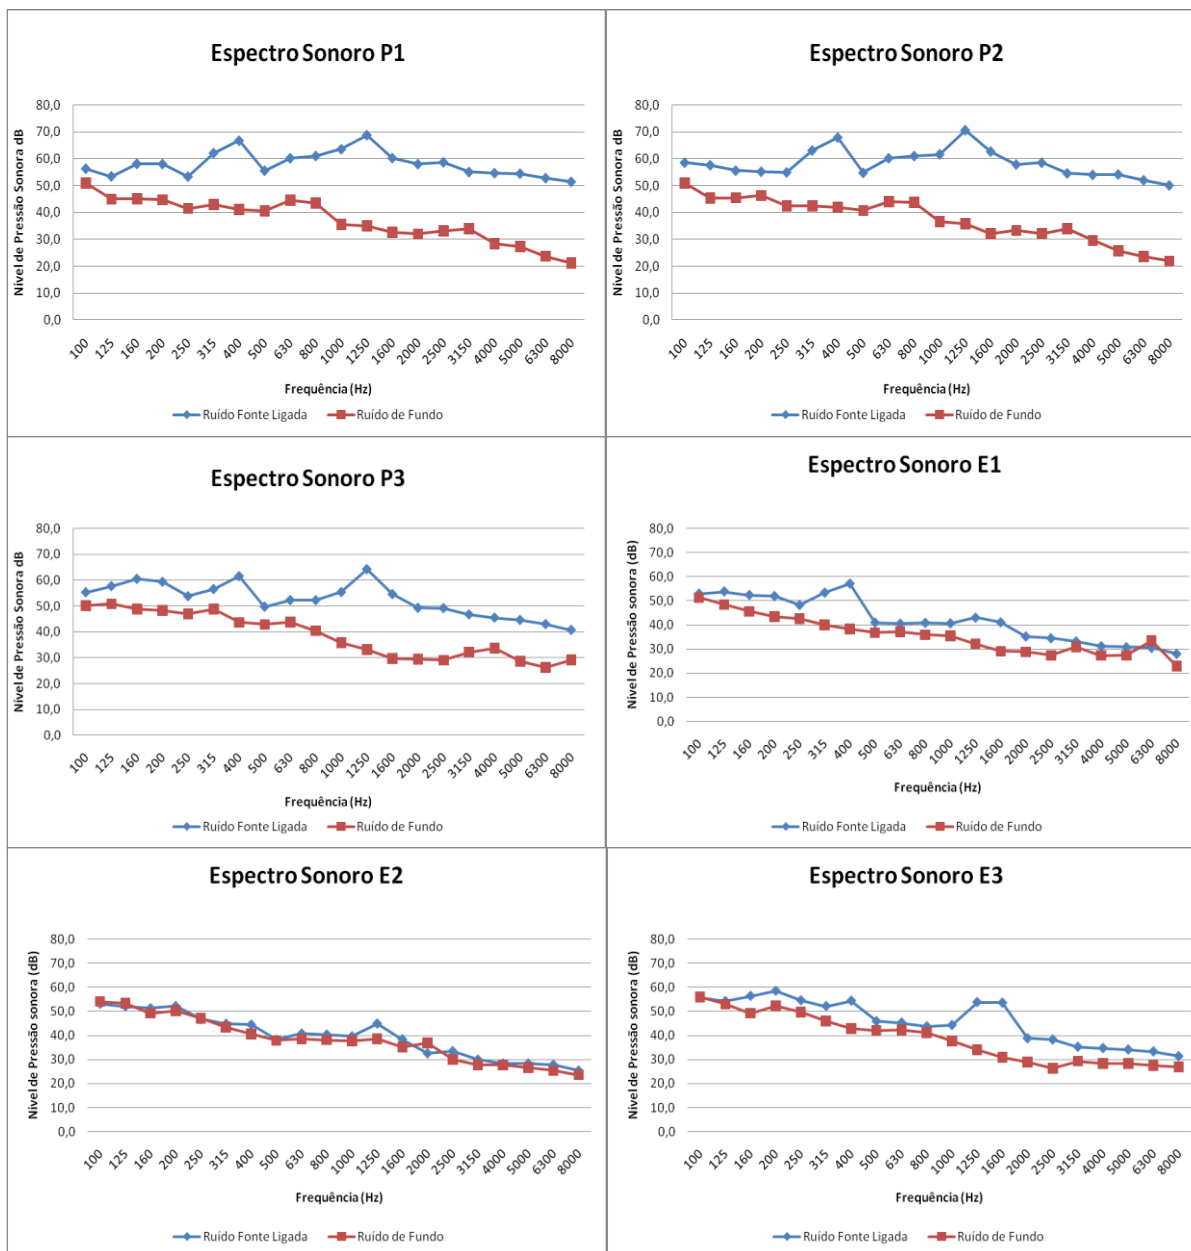 Espectro Sonoro P1
Nível de Pressão Sonora dB
80,0
70,0
60,0
50,0
40,0
30,0
20,0
10,0
0,0
100 125 160 200 250 315 400 500 630 800 1000 1250 1600 2000 2500 3150 4000 5000 6300 8000
Frequência (Hz)
Ruído Fonte Ligada Ruído de Fundo
Espectro Sonoro P2
Nível de Pressão Sonora dB
80,0
70,0
60,0
50,0
40,0
30,0
20,0
10,0
0,0
100 125 160 200 250 315 400 500 630 800 1000 1250 1600 2000 2500 3150 4000 5000 6300 8000
Frequência (Hz)
Ruído Fonte Ligada Ruído de Fundo
Espectro Sonoro P3
Nível de Pressão Sonora dB
80,0
70,0
60,0
50,0
40,0
30,0
20,0
10,0
0,0
100 125 160 200 250 315 400 500 630 800 1000 1250 1600 2000 2500 3150 4000 5000 6300 8000
Frequência (Hz)
Ruído Fonte Ligada Ruído de Fundo
Espectro Sonoro E1
Nível de Pressão sonora (dB)
80,0
70,0
60,0
50,0
40,0
30,0
20,0
10,0
0,0
100 125 160 200 250 315 400 500 630 800 1000 1250 1600 2000 2500 3150 4000 5000 6300 8000
Frequência (Hz)
Ruído Fonte Ligada Ruído de Fundo
Espectro Sonoro E2
Nível de Pressão sonora (dB)
80,0
70,0
60,0
50,0
40,0
30,0
20,0
10,0
0,0
100 125 160 200 250 315 400 500 630 800 1000 1250 1600 2000 2500 3150 4000 5000 6300 8000
Frequência (Hz)
Ruído Fonte Ligada Ruído de Fundo
Espectro Sonoro E3
Nível de Pressão sonora (dB)
80,0
70,0
60,0
50,0
40,0
30,0
20,0
10,0
0,0
100 125 160 200 250 315 400 500 630 800 1000 1250 1600 2000 2500 3150 4000 5000 6300 8000
Frequência (Hz)
Ruído Fonte Ligada Ruído de Fundo